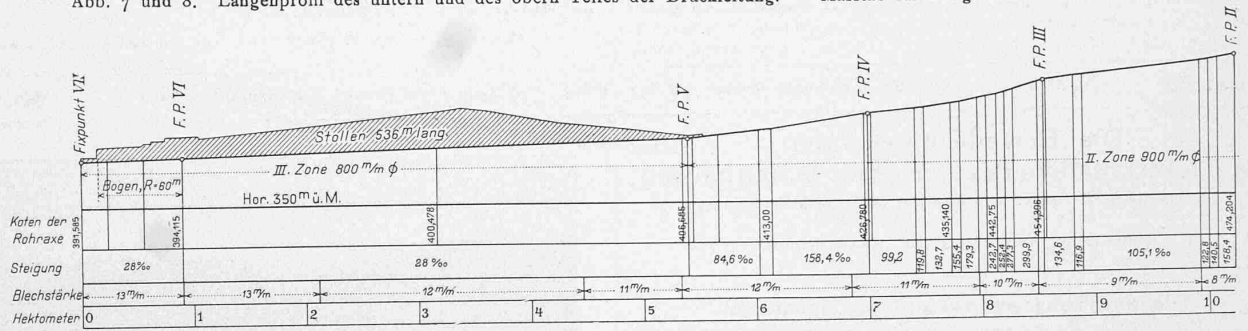 Abb. 7 und 8. Längenprofil des untern und des obern Teiles der Druckleitung.
Fixpunkt VII F.P. VI F.P. V F.P. IV F.P. III F.P. II
Stollen 536 m lang.
III. Zone 800 m/m ϕ II. Zone 900 m/m ϕ
Bogen, R=60 m
Hor. 350 m ü. M.
Koten der Rohraxe 391,585 394,115 400,478 406,685 413,00 426,780 435,140 442,75 454,396 474,204
Steigung 28 ‰ 28 ‰ 84,6 ‰ 158,4 ‰ 99,2 119,8 132,7 155,4 179,3 242,7 252,4 277,3 299,9 134,6 116,9 105,1 ‰ 122,8 140,5 158,4
Blechstärke 13 m/m 13 m/m 12 m/m 11 m/m 12 m/m 11 m/m 10 m/m 9 m/m 8 m/m
Hektometer 0 1 2 3 4 5 6 7 8 9 10